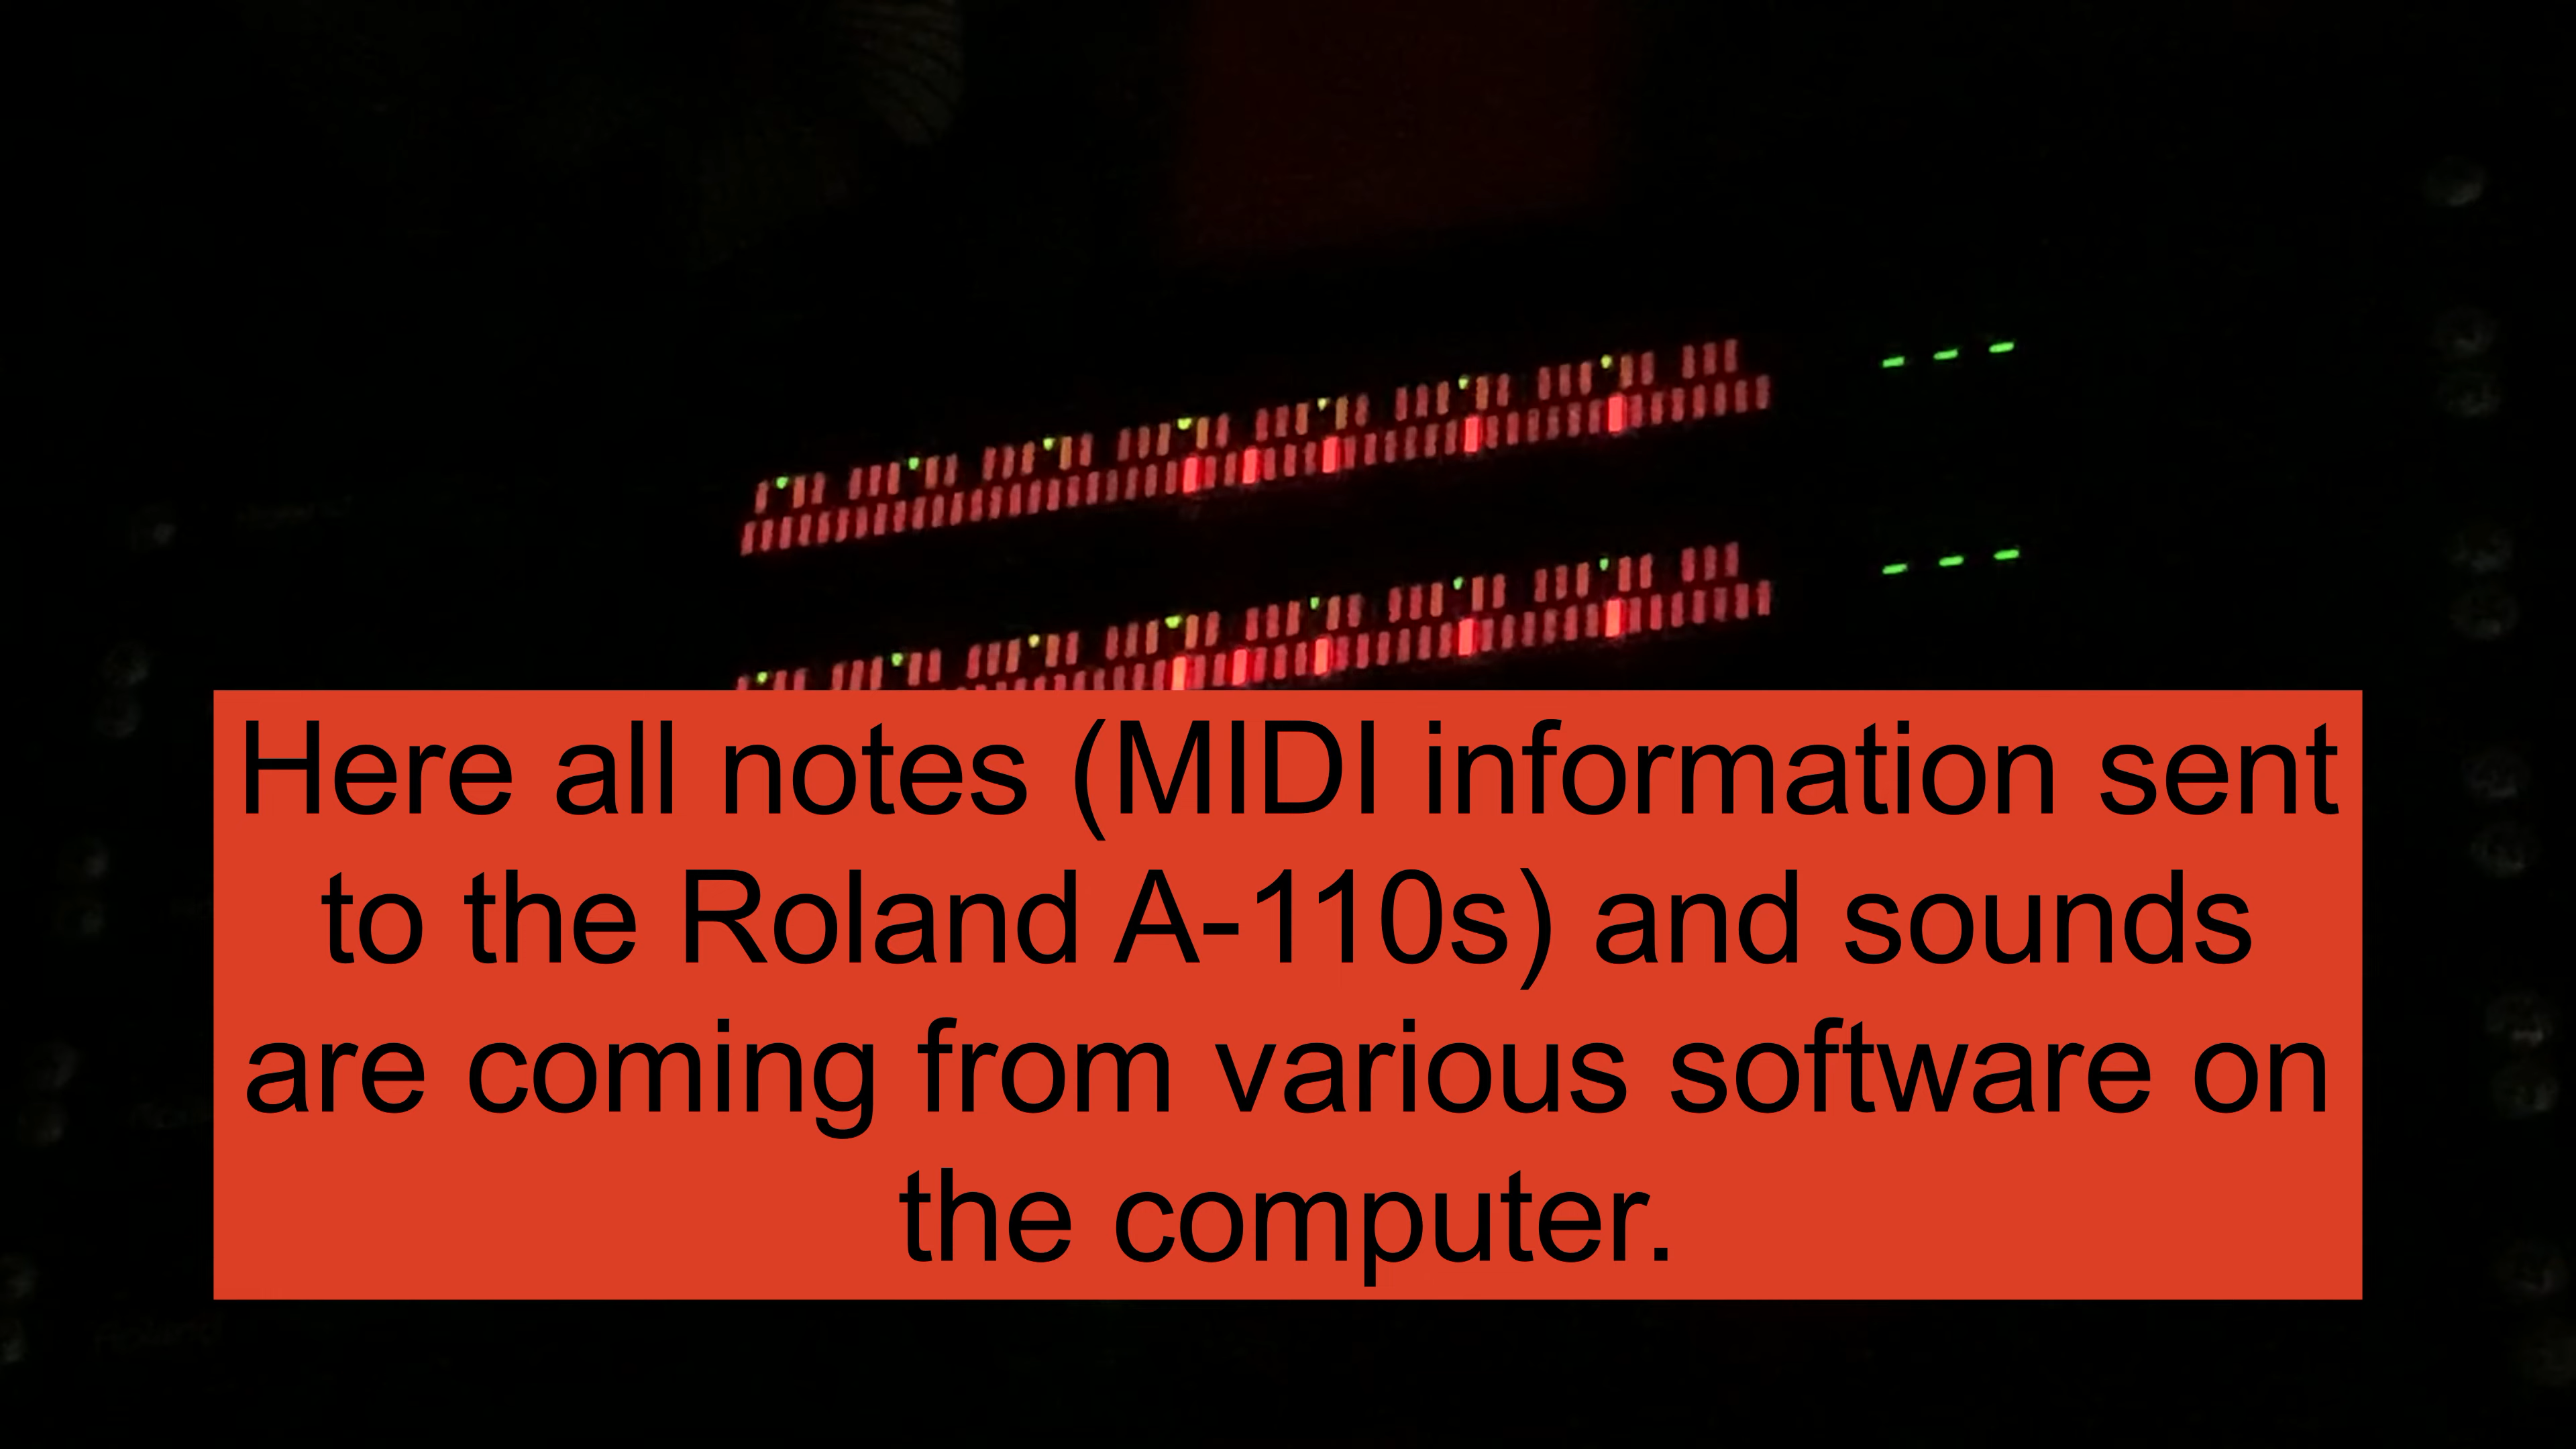 Here all notes (MIDI information sent
to the Roland A-110s) and sounds
are coming from various software on
the computer.